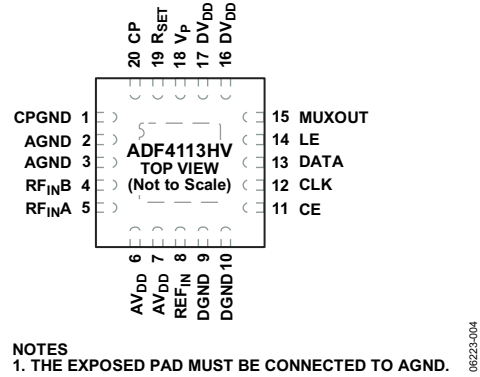 20 CP
19 RSET
18 VP
17 DVDD
16 DVDD
CPGND 1
AGND 2
AGND 3
RFINB 4
RFINA 5
ADF4113HV
TOP VIEW
(Not to Scale)
15 MUXOUT
14 LE
13 DATA
12 CLK
11 CE
AVDD 6
AVDD 7
REFIN 8
DGND 9
DGND 10
NOTES
1. THE EXPOSED PAD MUST BE CONNECTED TO AGND.
06223-004